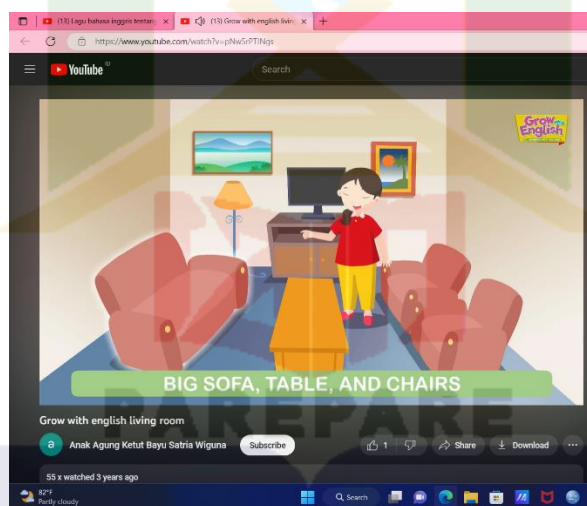 (13) Lagu bahasa inggris tentang
(13) Grow with english living
https://www.youtube.com/watch?v=pNwSrPTlNgs
YouTube ID
Search
Grow English
BIG SOFA, TABLE, AND CHAIRS
PAREPARE
Grow with english living room
a
Anak Agung Ketut Bayu Satria Wiguna
Subscribe
1
Share
Download
55 x watched 3 years ago
82°F
Partly cloudy
Search